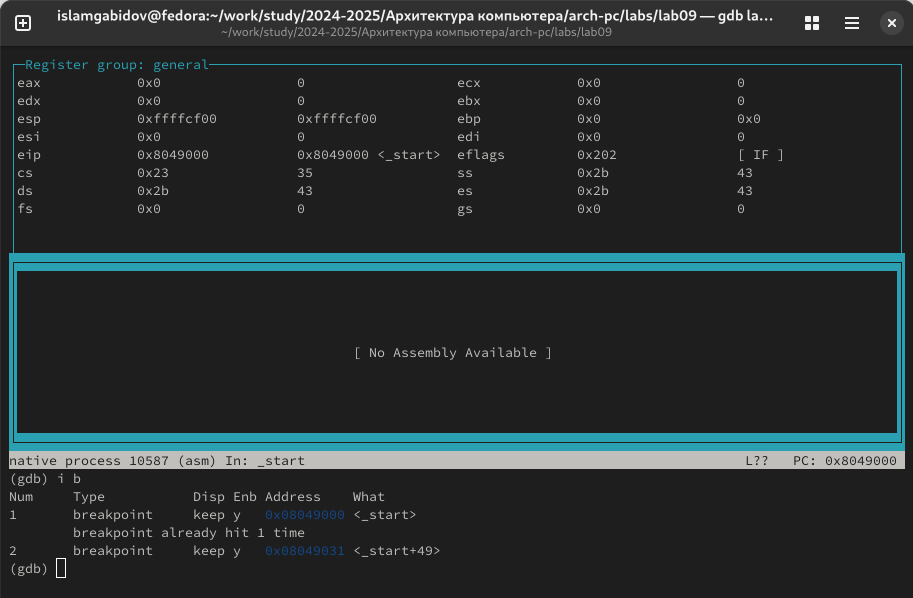 islamgabidov@fedora:~/work/study/2024-2025/Архитектура компьютера/arch-pc/labs/lab09 — gdb la...
~/work/study/2024-2025/Архитектура компьютера/arch-pc/labs/lab09
Register group: general
eax 0x0 0 ecx 0x0 0
edx 0x0 0 ebx 0x0 0
esp 0xffffcf00 0xffffcf00 ebp 0x0 0x0
esi 0x0 0 edi 0x0 0
eip 0x8049000 0x8049000 <_start> eflags 0x202 [ IF ]
cs 0x23 35 ss 0x2b 43
ds 0x2b 43 es 0x2b 43
fs 0x0 0 gs 0x0 0
[ No Assembly Available ]
native process 10587 (asm) In: _start L?? PC: 0x8049000
(gdb) i b
Num Type Disp Enb Address What
1 breakpoint keep y 0x08049000 <_start>
breakpoint already hit 1 time
2 breakpoint keep y 0x08049031 <_start+49>
(gdb)